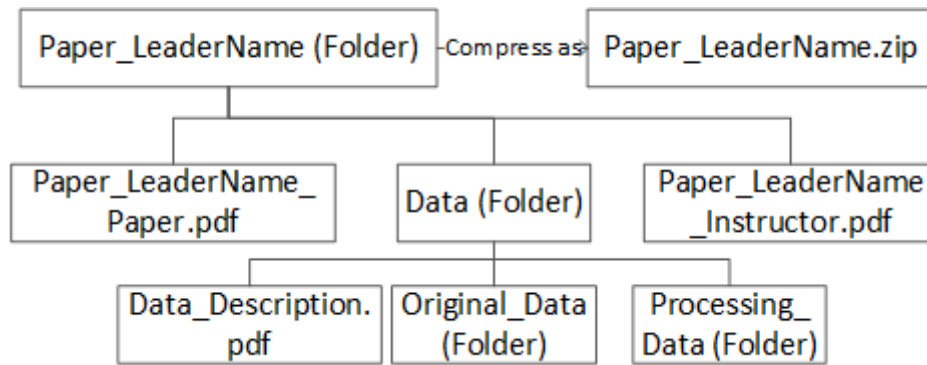 Paper_LeaderName (Folder)
Compress as
Paper_LeaderName.zip
Paper_LeaderName_
Paper.pdf
Data (Folder)
Paper_LeaderName
_Instructor.pdf
Data_Description.
pdf
Original_Data
(Folder)
Processing_
Data (Folder)